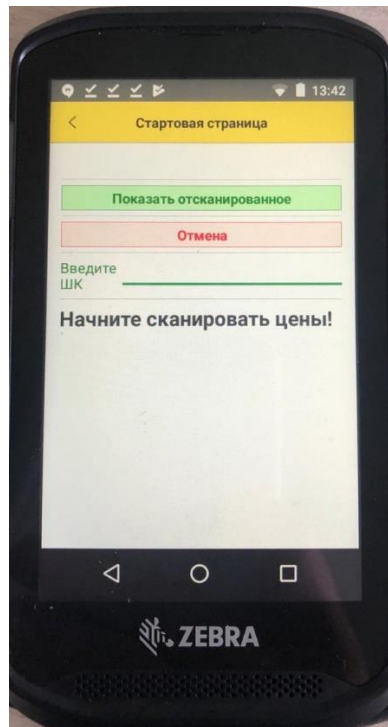 13:42
Стартовая страница
Показать отсканированное
Отмена
Введите
ШК
Начните сканировать цены!
ZEBRA